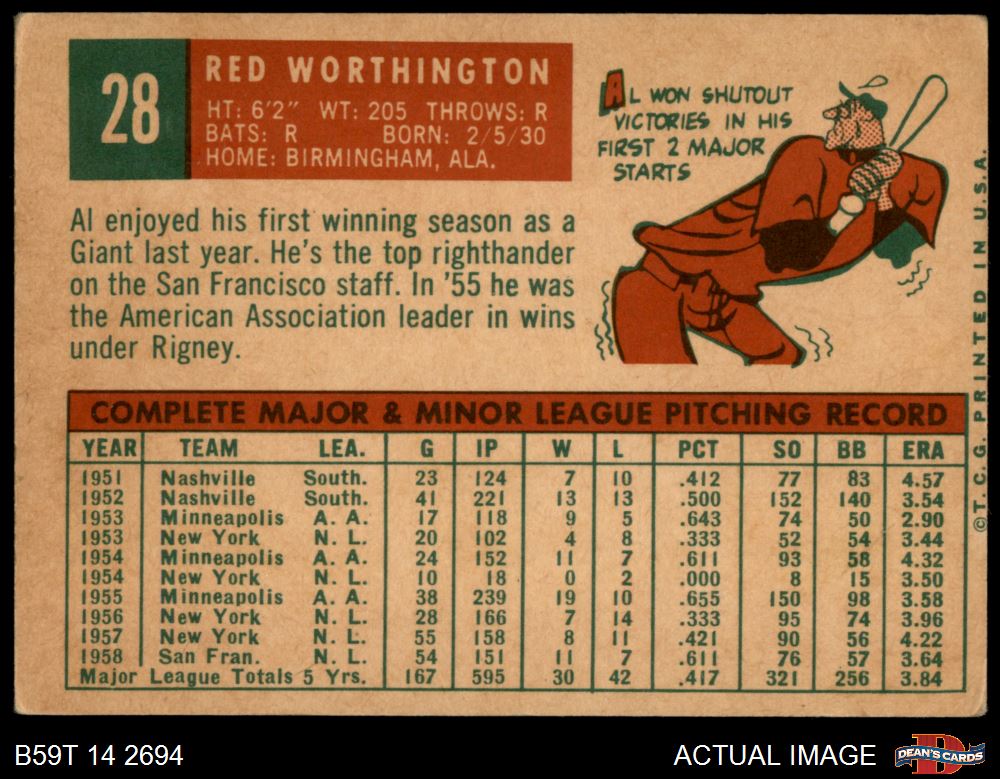 28
RED WORTHINGTON
HT: 6'2" WT: 205 THROWS: R
BATS: R BORN: 2/5/30
HOME: BIRMINGHAM, ALA.
AL WON SHUTOUT
VICTORIES IN HIS
FIRST 2 MAJOR
STARTS
Al enjoyed his first winning season as a
Giant last year. He's the top righthander
on the San Francisco staff. In '55 he was
the American Association leader in wins
under Rigney.
COMPLETE MAJOR & MINOR LEAGUE PITCHING RECORD
YEAR TEAM LEA. G IP W L PCT SO BB ERA
1951 Nashville South. 23 124 7 10 .412 77 83 4.57
1952 Nashville South. 41 221 13 13 .500 152 140 3.54
1953 Minneapolis A. A. 17 118 9 5 .643 74 50 2.90
1953 New York N. L. 20 102 4 8 .333 52 54 3.44
1954 Minneapolis A. A. 24 152 11 7 .611 93 58 4.32
1954 New York N. L. 10 18 0 2 .000 8 15 3.50
1955 Minneapolis A. A. 38 239 19 10 .655 150 98 3.58
1956 New York N. L. 28 166 7 14 .333 95 74 3.96
1957 New York N. L. 55 158 8 11 .421 90 56 4.22
1958 San Fran. N. L. 54 151 11 7 .611 76 57 3.64
Major League Totals 5 Yrs. 167 595 30 42 .417 321 256 3.84
©T.C.G. PRINTED IN U.S.A.
B59T 14 2694
ACTUAL IMAGE
D
DEAN'S CARDS